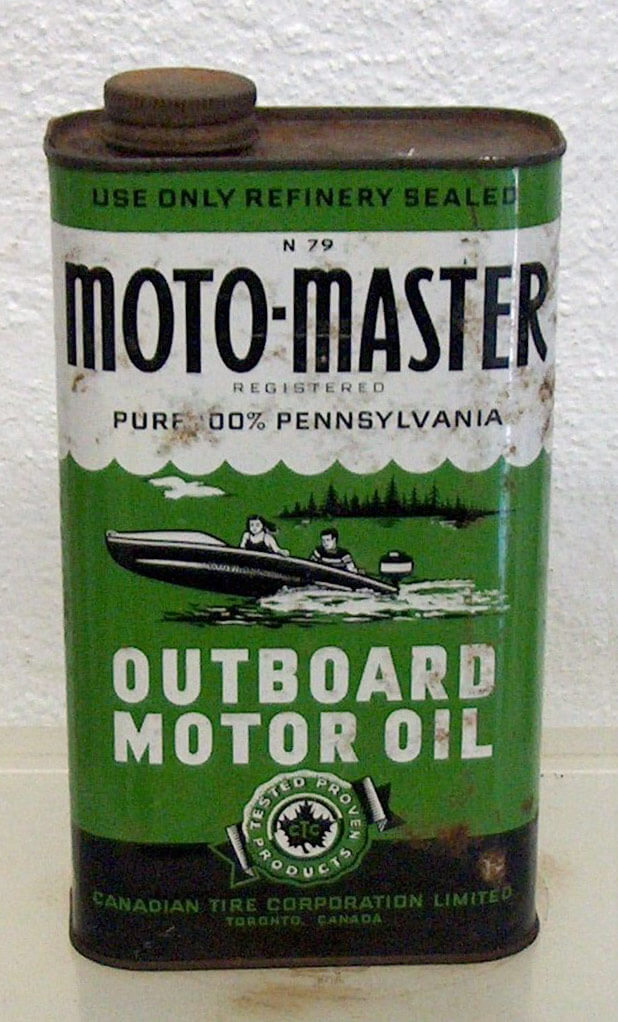 USE ONLY REFINERY SEALED
N 79
MOTO-MASTER
REGISTERED
PURE 100% PENNSYLVANIA
OUTBOARD
MOTOR OIL
TESTED PROVEN
CTC
PRODUCTS
CANADIAN TIRE CORPORATION LIMITED
TORONTO, CANADA